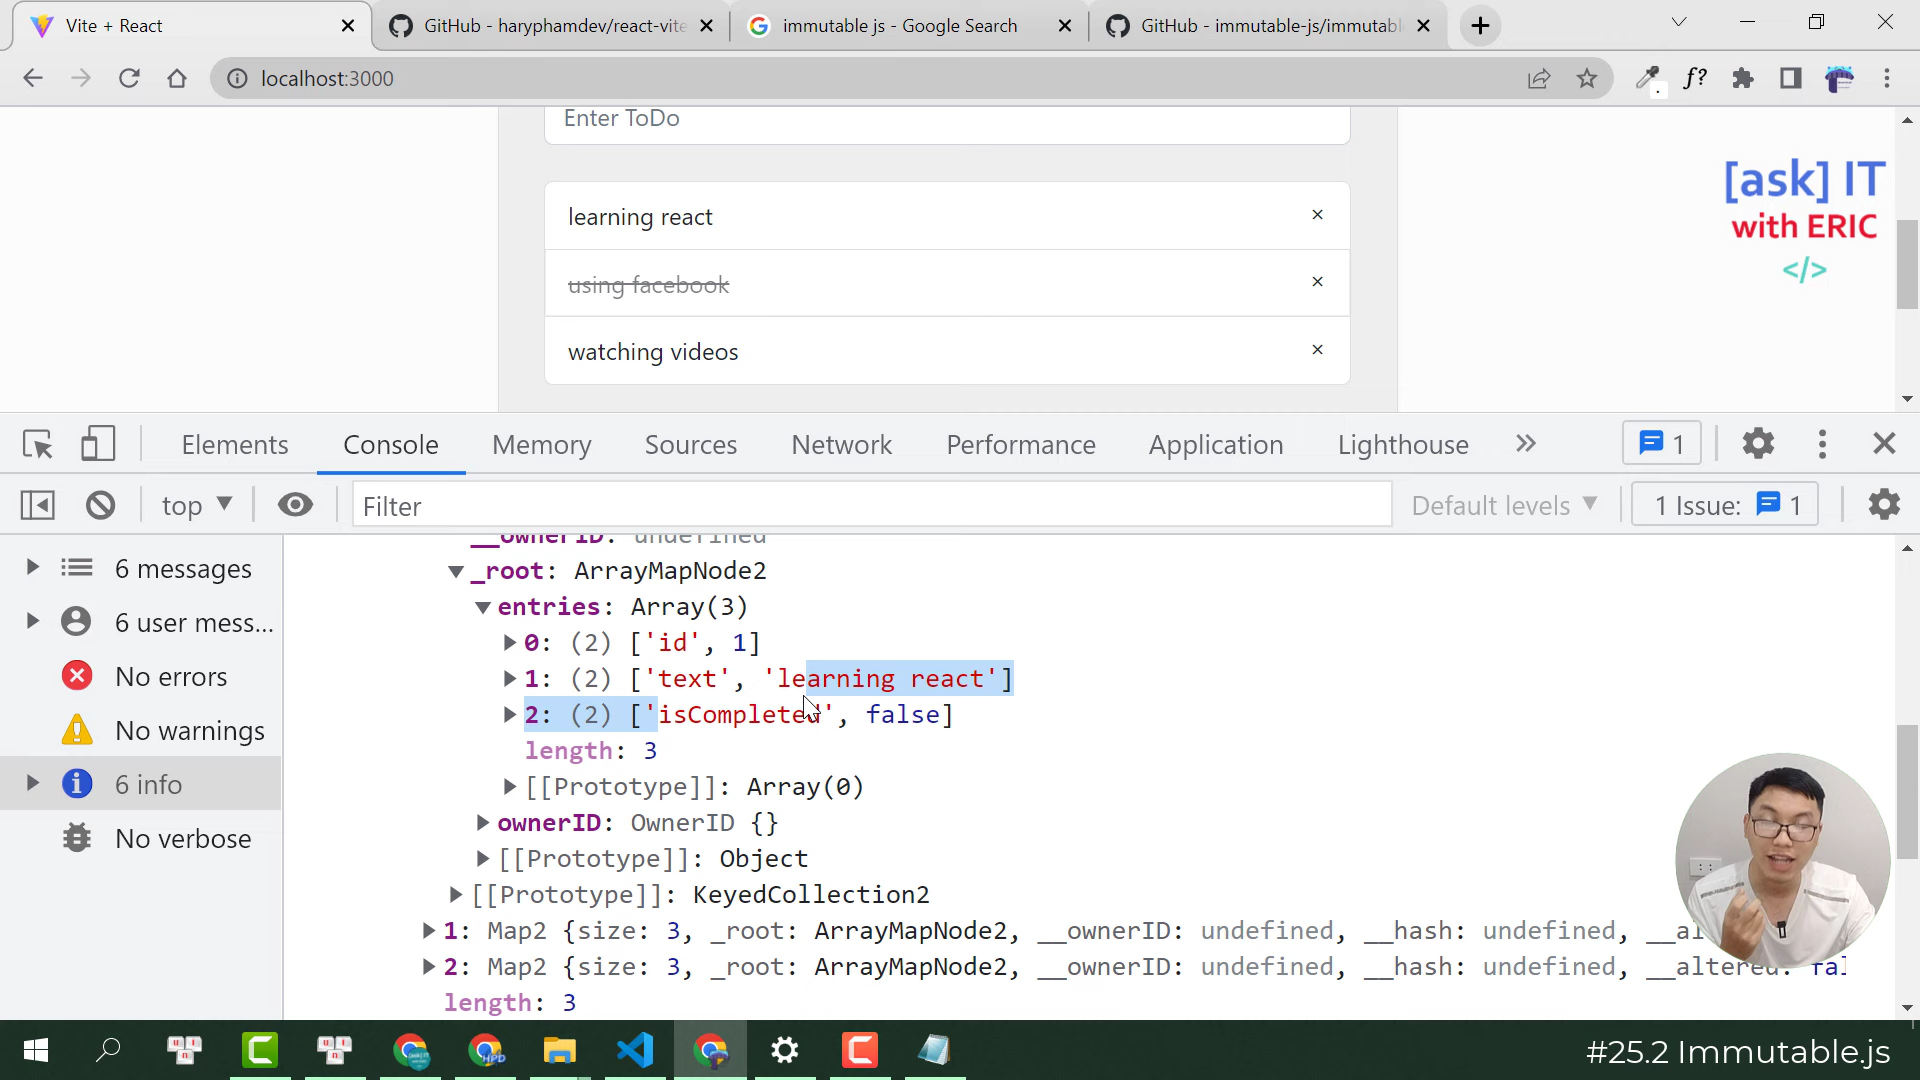 Vite + React
GitHub - haryphamdev/react-vite
immutable js - Google Search
GitHub - immutable-js/immutabl
localhost:3000
f?
Enter ToDo
learning react ×
using facebook ×
watching videos ×
[ask] IT
with ERIC
</>
Elements Console Memory Sources Network Performance Application Lighthouse » 1
top Filter Default levels 1 Issue: 1
6 messages
6 user mess...
No errors
No warnings
6 info
No verbose
__ownerID: undefined
_root: ArrayMapNode2
entries: Array(3)
0: (2) ['id', 1]
1: (2) ['text', 'learning react']
2: (2) ['isCompleted', false]
length: 3
[[Prototype]]: Array(0)
ownerID: OwnerID {}
[[Prototype]]: Object
[[Prototype]]: KeyedCollection2
1: Map2 {size: 3, _root: ArrayMapNode2, __ownerID: undefined, __hash: undefined, __al
2: Map2 {size: 3, _root: ArrayMapNode2, __ownerID: undefined, __hash: undefined, __altered: fal
length: 3
#25.2 Immutable.js